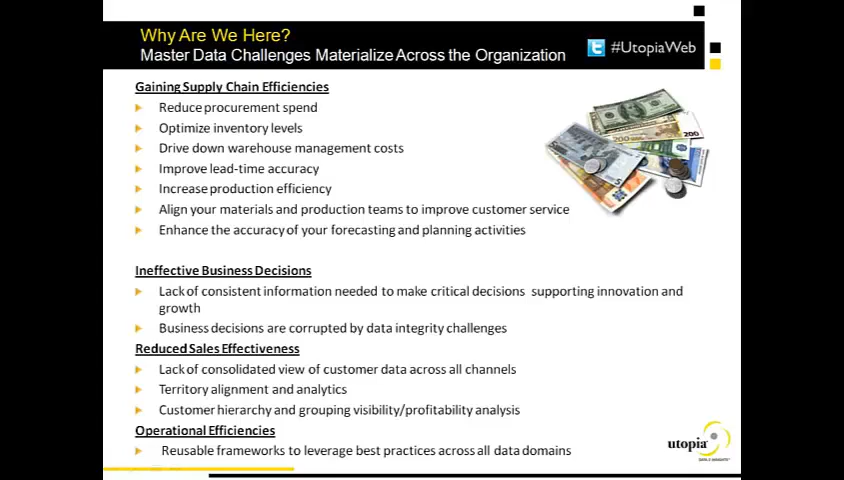 Why Are We Here?
Master Data Challenges Materialize Across the Organization
#UtopiaWeb
Gaining Supply Chain Efficiencies
Reduce procurement spend
Optimize inventory levels
Drive down warehouse management costs
Improve lead-time accuracy
Increase production efficiency
Align your materials and production teams to improve customer service
Enhance the accuracy of your forecasting and planning activities
200
200
5
Ineffective Business Decisions
Lack of consistent information needed to make critical decisions supporting innovation and
growth
Business decisions are corrupted by data integrity challenges
Reduced Sales Effectiveness
Lack of consolidated view of customer data across all channels
Territory alignment and analytics
Customer hierarchy and grouping visibility/profitability analysis
Operational Efficiencies
Reusable frameworks to leverage best practices across all data domains
utopia